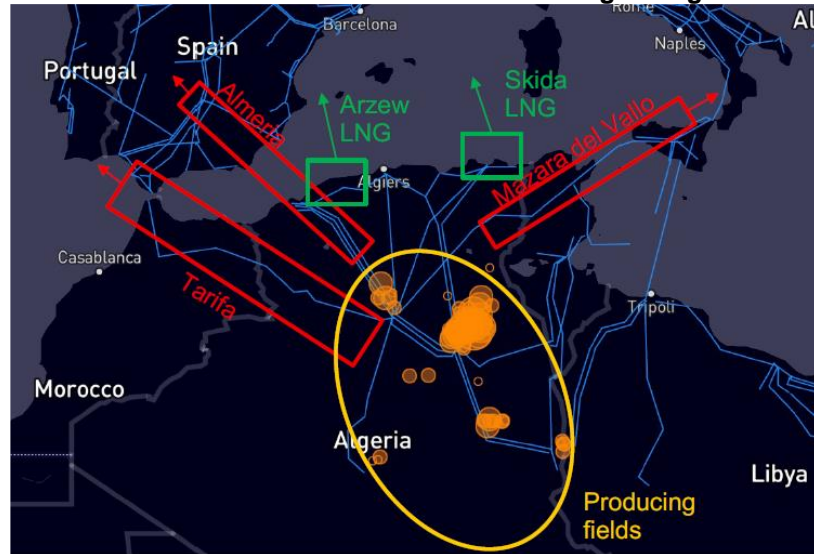 Rome
Al
Barcelona
Spain
Naples
Portugal
Almeria
Arzew
LNG
Skida
LNG
Mazara del Vallo
Algiers
Casablanca
Tarifa
Tripoli
Morocco
Algeria
Libya
Producing
fields